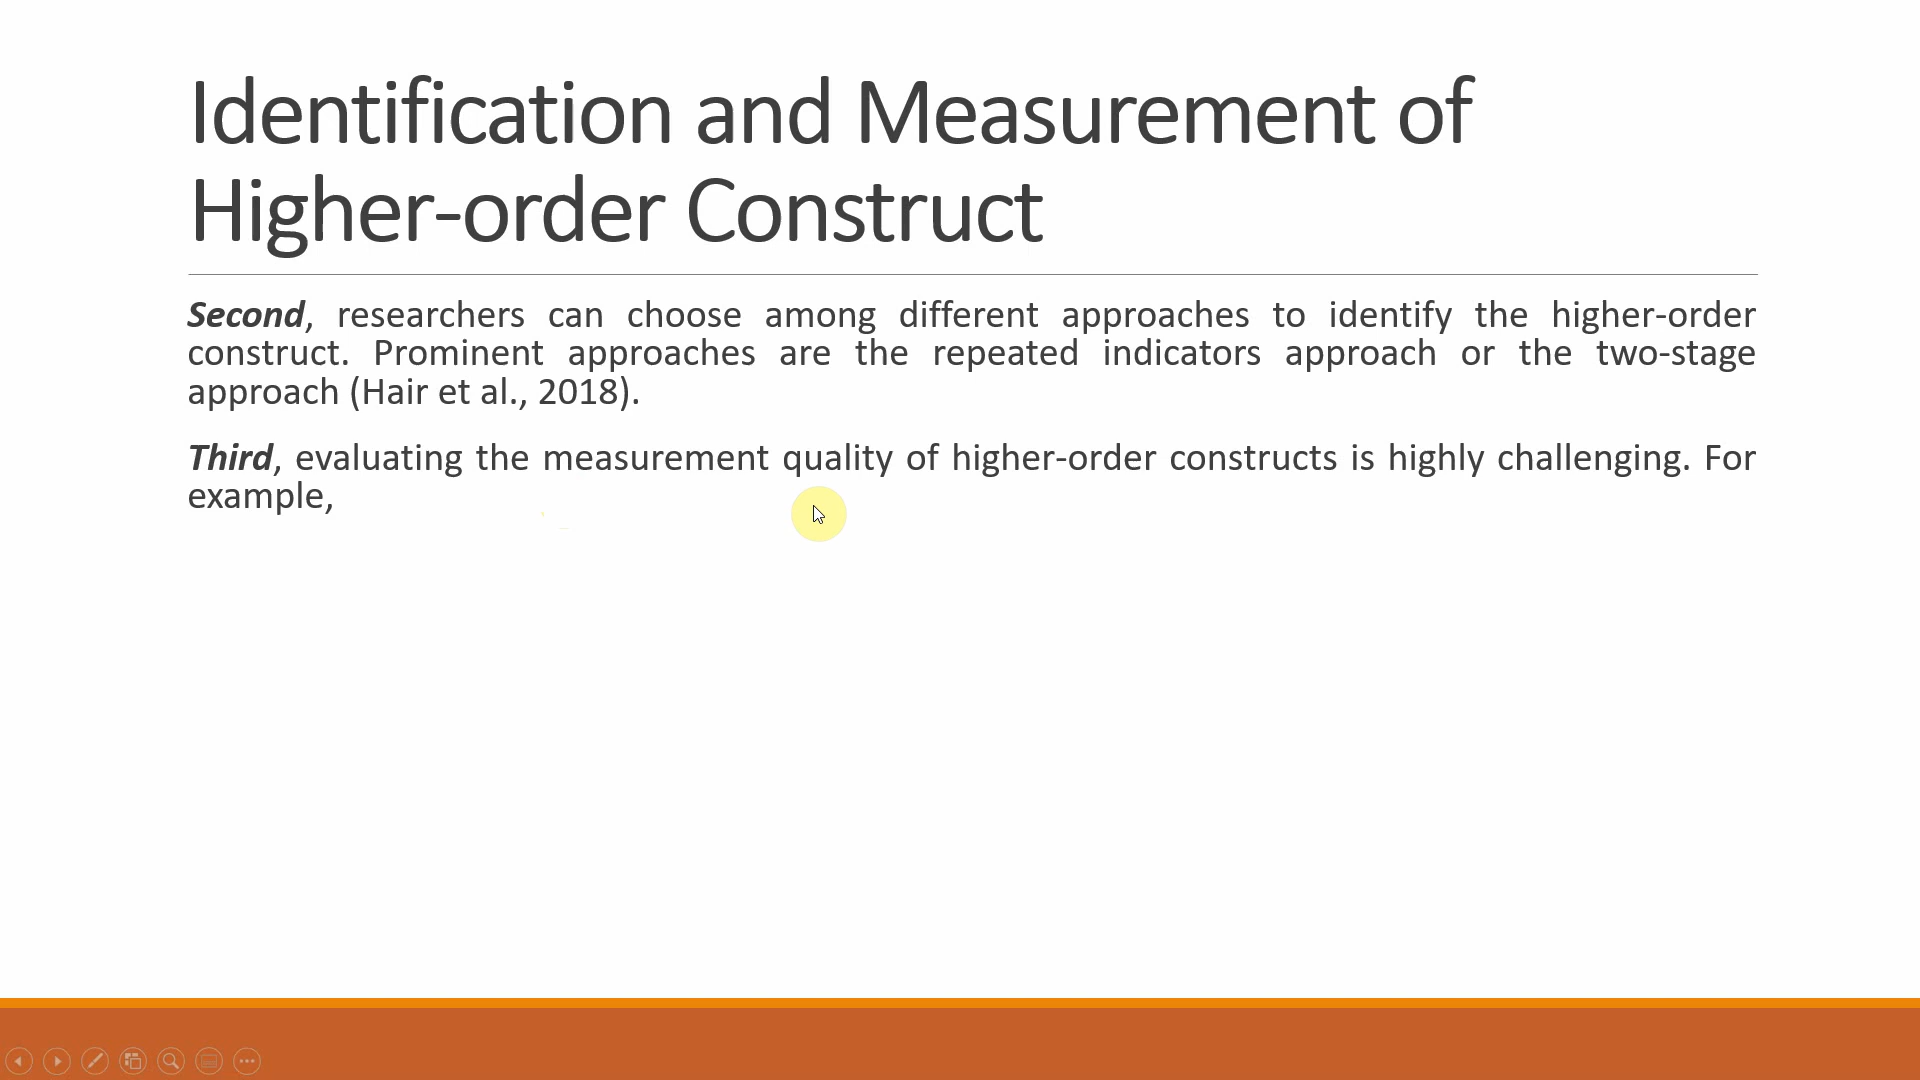 Identification and Measurement of
Higher-order Construct
Second, researchers can choose among different approaches to identify the higher-order
construct. Prominent approaches are the repeated indicators approach or the two-stage
approach (Hair et al., 2018).
Third, evaluating the measurement quality of higher-order constructs is highly challenging. For
example,